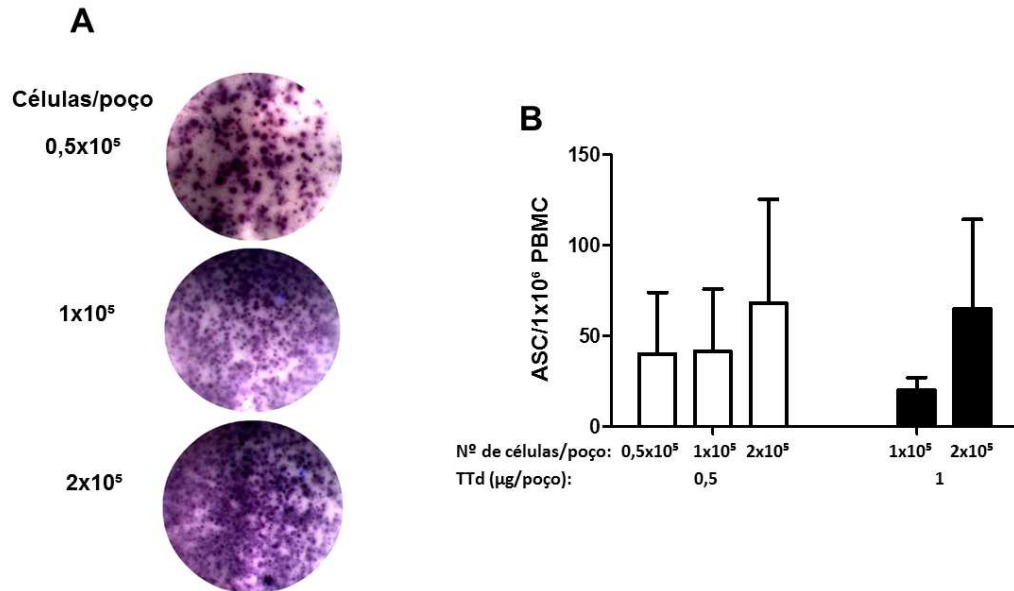 A
Células/poço
0,5x10⁵
1x10⁵
2x10⁵
B
ASC/1x10⁶ PBMC
150
100
50
0
Nº de células/poço: 0,5x10⁵ 1x10⁵ 2x10⁵ 1x10⁵ 2x10⁵
TTd (µg/poço): 0,5 1